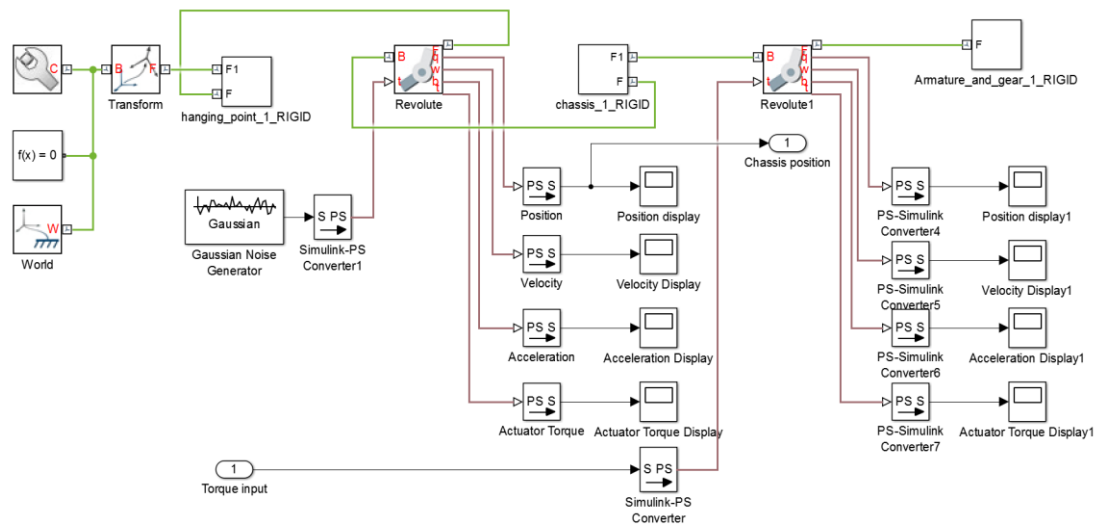 C
B
F
Transform
F1
F
hanging_point_1_RIGID
B
t
F
q
w
b
t
Revolute
F1
F
chassis_1_RIGID
B
t
F
q
w
b
t
Revolute1
F
Armature_and_gear_1_RIGID
f(x) = 0
W
World
Gaussian
Gaussian Noise
Generator
S PS
Simulink-PS
Converter1
1
Chassis position
PS S
Position
Position display
PS S
Velocity
Velocity Display
PS S
Acceleration
Acceleration Display
PS S
Actuator Torque
Actuator Torque Display
PS S
PS-Simulink
Converter4
Position display1
PS S
PS-Simulink
Converter5
Velocity Display1
PS S
PS-Simulink
Converter6
Acceleration Display1
PS S
PS-Simulink
Converter7
Actuator Torque Display1
1
Torque input
S PS
Simulink-PS
Converter